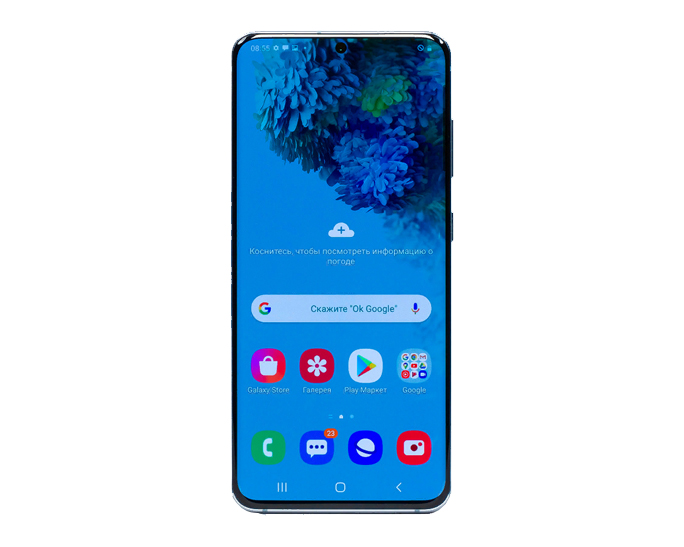 08:55
Коснитесь, чтобы посмотреть информацию о
погоде
G
Скажите "Ok Google"
Galaxy Store
Галерея
Play Маркет
Google
23